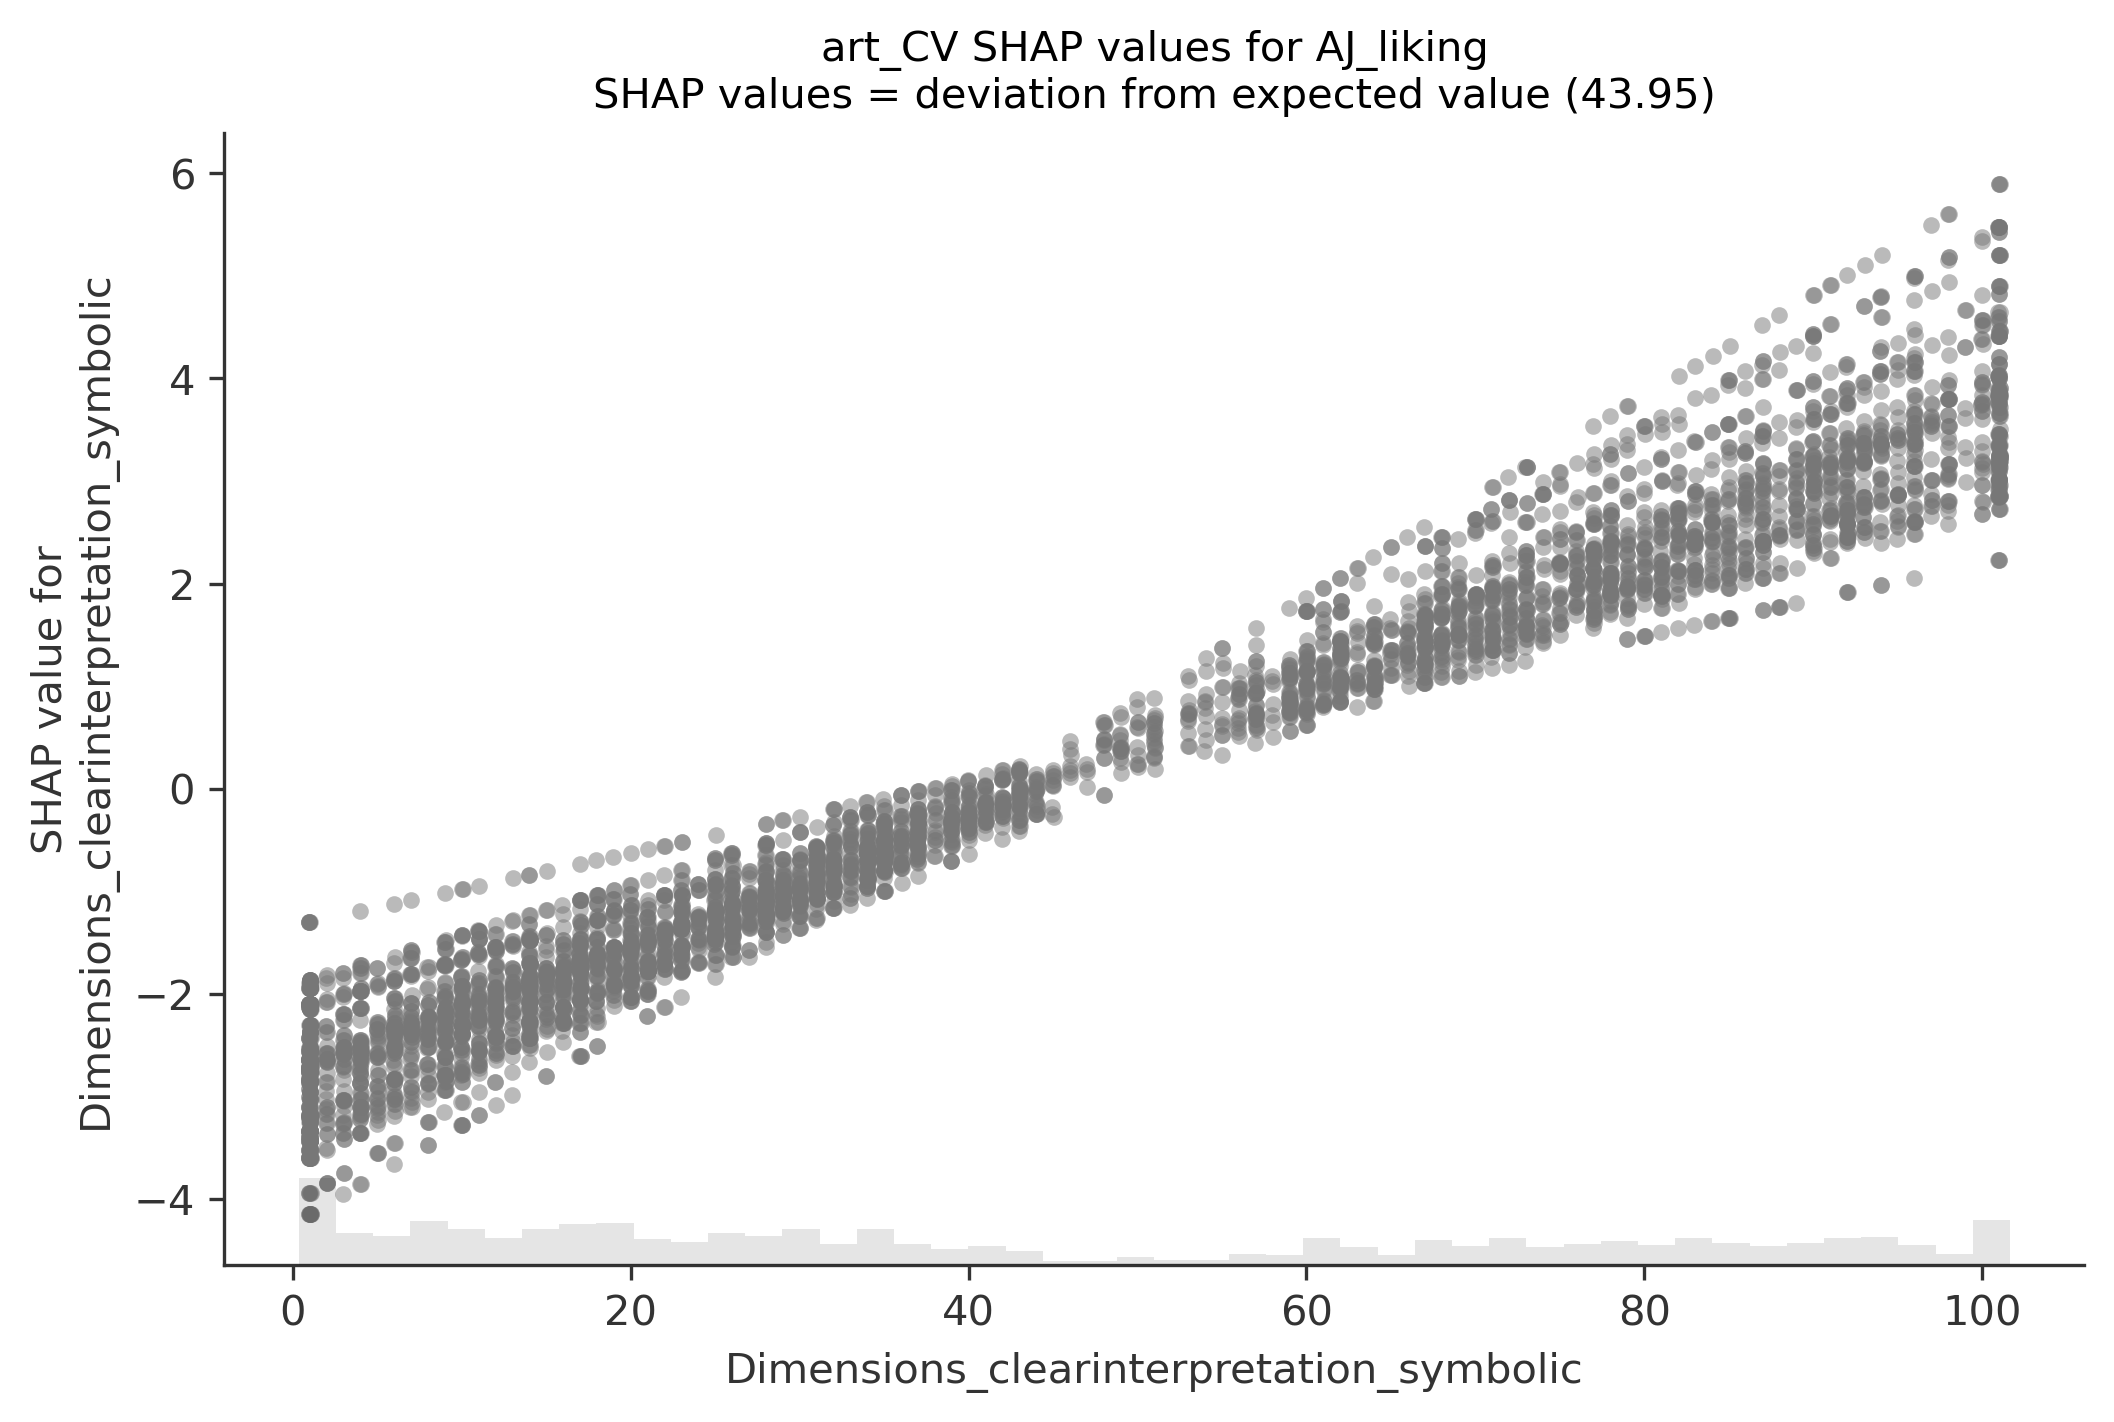 art_CV SHAP values for AJ_liking
SHAP values = deviation from expected value (43.95)
SHAP value for
Dimensions_clearinterpretation_symbolic
6
4
2
0
−2
−4
0
20
40
60
80
100
Dimensions_clearinterpretation_symbolic